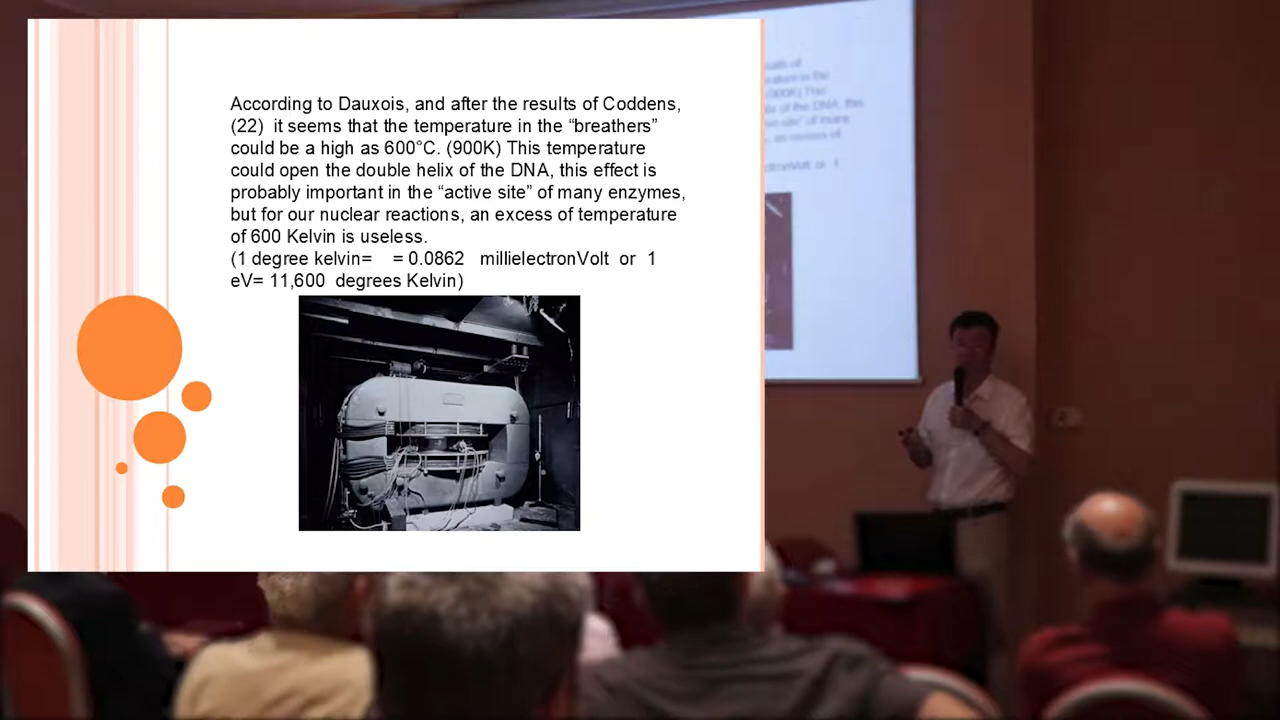 According to Dauxois, and after the results of Coddens,
(22) it seems that the temperature in the “breathers”
could be a high as 600°C. (900K) This temperature
could open the double helix of the DNA, this effect is
probably important in the “active site” of many enzymes,
but for our nuclear reactions, an excess of temperature
of 600 Kelvin is useless.
(1 degree kelvin= = 0.0862 millielectronVolt or 1
eV= 11,600 degrees Kelvin)